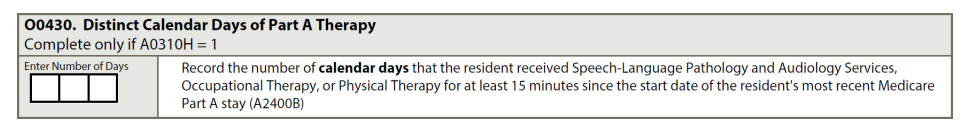 O0430. Distinct Calendar Days of Part A Therapy
Complete only if A0310H = 1
Enter Number of Days
Record the number of calendar days that the resident received Speech-Language Pathology and Audiology Services,
Occupational Therapy, or Physical Therapy for at least 15 minutes since the start date of the resident's most recent Medicare
Part A stay (A2400B)